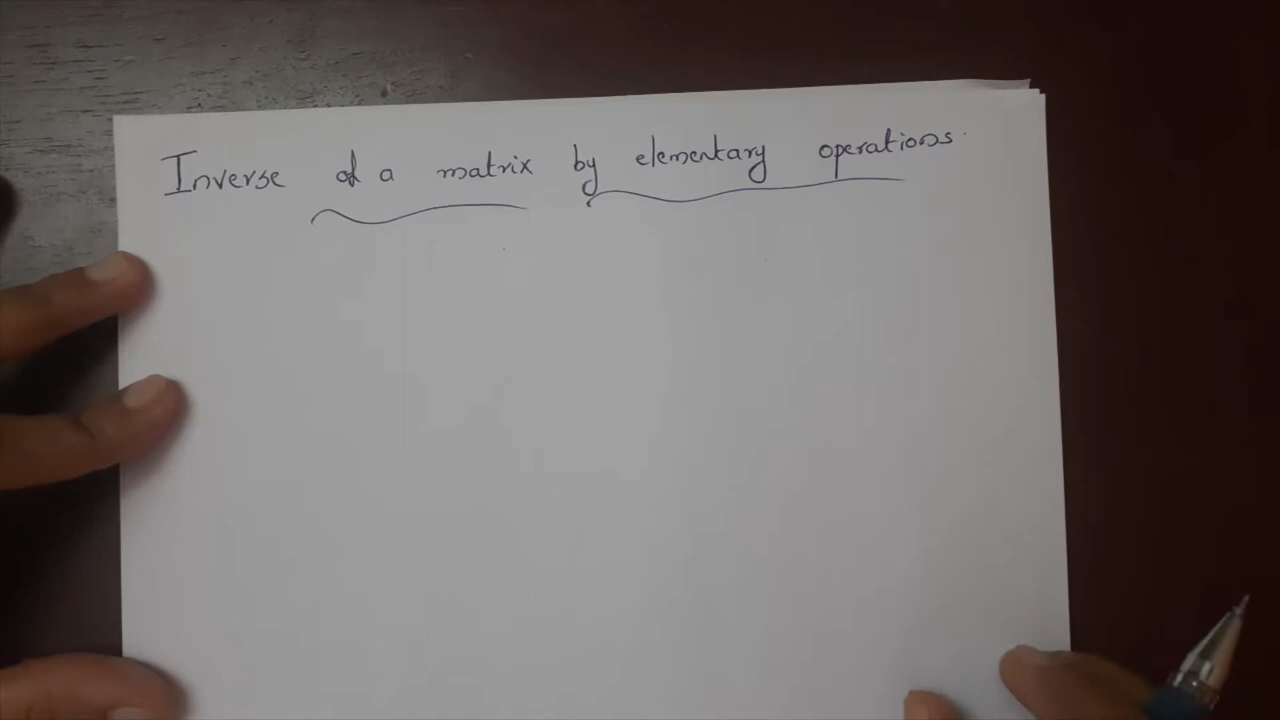 Inverse of a matrix by elementary operations.